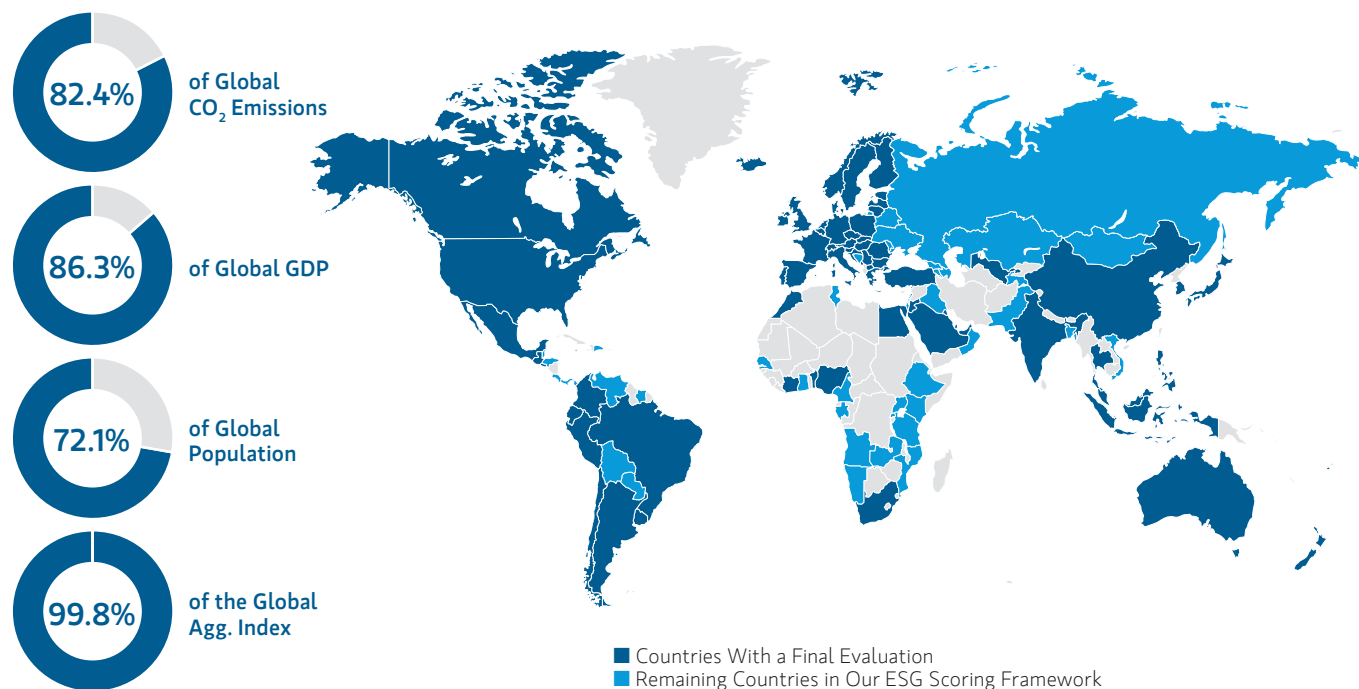 82.4%
of Global
CO₂ Emissions
86.3%
of Global GDP
72.1%
of Global
Population
99.8%
of the Global
Agg. Index
Countries With a Final Evaluation
Remaining Countries in Our ESG Scoring Framework